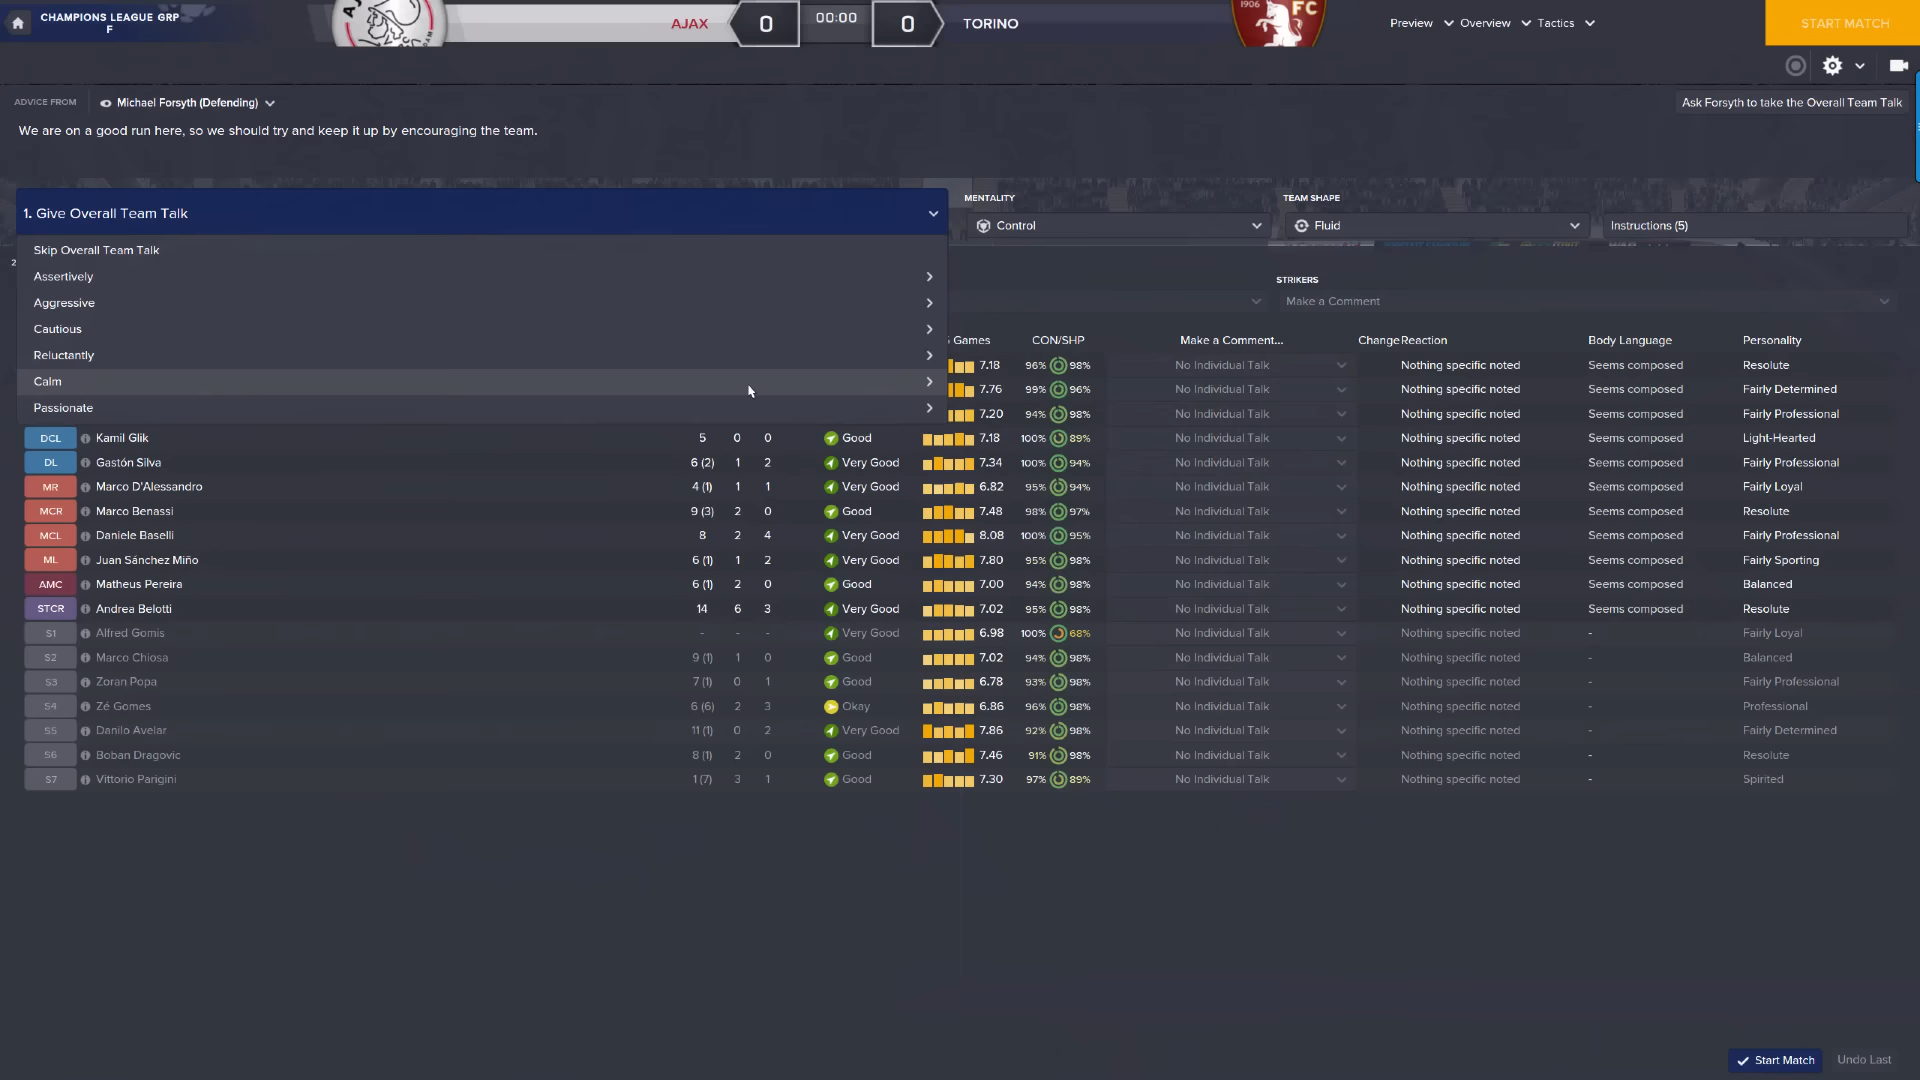 CHAMPIONS LEAGUE GRP
F
AJAX
0
00:00
0
TORINO
1906 FC
Preview
Overview
Tactics
START MATCH
ADVICE FROM
Michael Forsyth (Defending)
Ask Forsyth to take the Overall Team Talk
We are on a good run here, so we should try and keep it up by encouraging the team.
1. Give Overall Team Talk
MENTALITY
Control
TEAM SHAPE
Fluid
Instructions (5)
Skip Overall Team Talk
2
Assertively
Aggressive
Cautious
Reluctantly
Calm
Passionate
STRIKERS
Make a Comment
Games CON/SHP Make a Comment... Change Reaction Body Language Personality
7.18 96% 98% No Individual Talk Nothing specific noted Seems composed Resolute
7.76 99% 96% No Individual Talk Nothing specific noted Seems composed Fairly Determined
7.20 94% 98% No Individual Talk Nothing specific noted Seems composed Fairly Professional
DCL Kamil Glik 5 0 0 Good 7.18 100% 89% No Individual Talk Nothing specific noted Seems composed Light-Hearted
DL Gastón Silva 6 (2) 1 2 Very Good 7.34 100% 94% No Individual Talk Nothing specific noted Seems composed Fairly Professional
MR Marco D'Alessandro 4 (1) 1 1 Very Good 6.82 95% 94% No Individual Talk Nothing specific noted Seems composed Fairly Loyal
MCR Marco Benassi 9 (3) 2 0 Good 7.48 98% 97% No Individual Talk Nothing specific noted Seems composed Resolute
MCL Daniele Baselli 8 2 4 Very Good 8.08 100% 95% No Individual Talk Nothing specific noted Seems composed Fairly Professional
ML Juan Sánchez Miño 6 (1) 1 2 Very Good 7.80 95% 98% No Individual Talk Nothing specific noted Seems composed Fairly Sporting
AMC Matheus Pereira 6 (1) 2 0 Good 7.00 94% 98% No Individual Talk Nothing specific noted Seems composed Balanced
STCR Andrea Belotti 14 6 3 Very Good 7.02 95% 98% No Individual Talk Nothing specific noted Seems composed Resolute
S1 Alfred Gomis - - - Very Good 6.98 100% 68% No Individual Talk Nothing specific noted - Fairly Loyal
S2 Marco Chiosa 9 (1) 1 0 Good 7.02 94% 98% No Individual Talk Nothing specific noted - Balanced
S3 Zoran Popa 7 (1) 0 1 Good 6.78 93% 98% No Individual Talk Nothing specific noted - Fairly Professional
S4 Zé Gomes 6 (6) 2 3 Okay 6.86 96% 98% No Individual Talk Nothing specific noted - Professional
S5 Danilo Avelar 11 (1) 0 2 Very Good 7.86 92% 98% No Individual Talk Nothing specific noted - Fairly Determined
S6 Boban Dragovic 8 (1) 2 0 Good 7.46 91% 98% No Individual Talk Nothing specific noted - Resolute
S7 Vittorio Parigini 1 (7) 3 1 Good 7.30 97% 89% No Individual Talk Nothing specific noted - Spirited
Start Match
Undo Last